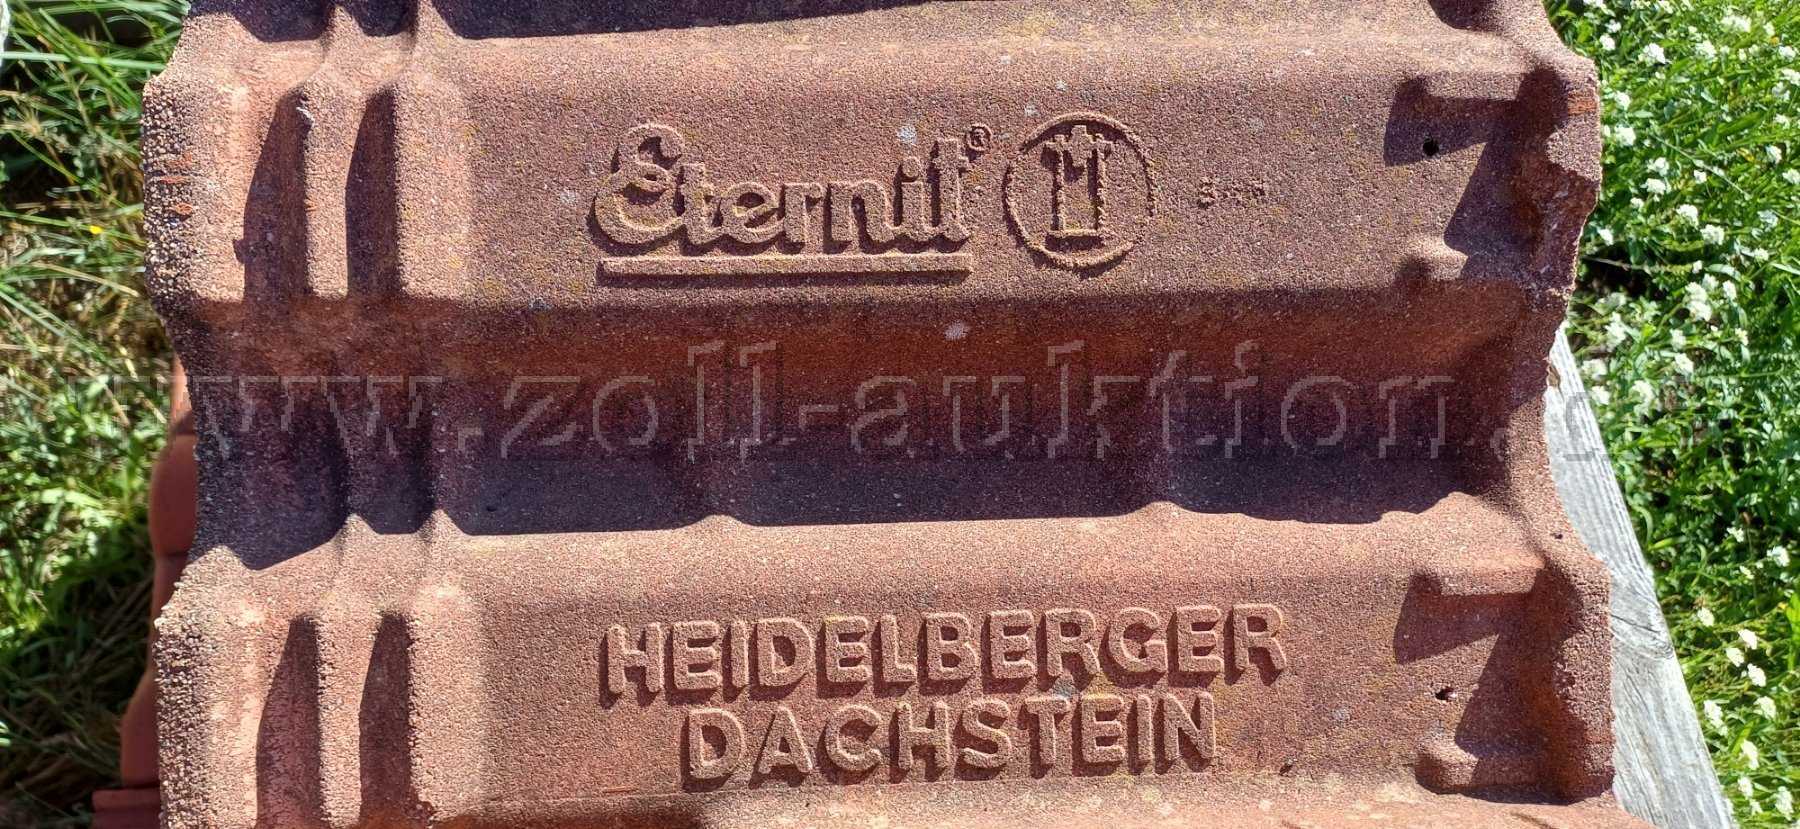 Eternit®
www.zoll-auktion.
HEIDELBERGER
DACHSTEIN